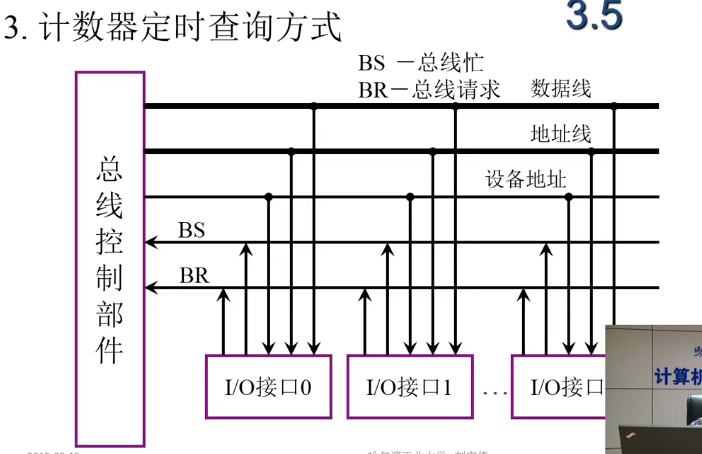 3. 计数器定时查询方式
3.5
BS －总线忙
BR－总线请求
数据线
地址线
设备地址
BS
BR
总线控制部件
I/O接口0
I/O接口1
…
I/O接口
计算机